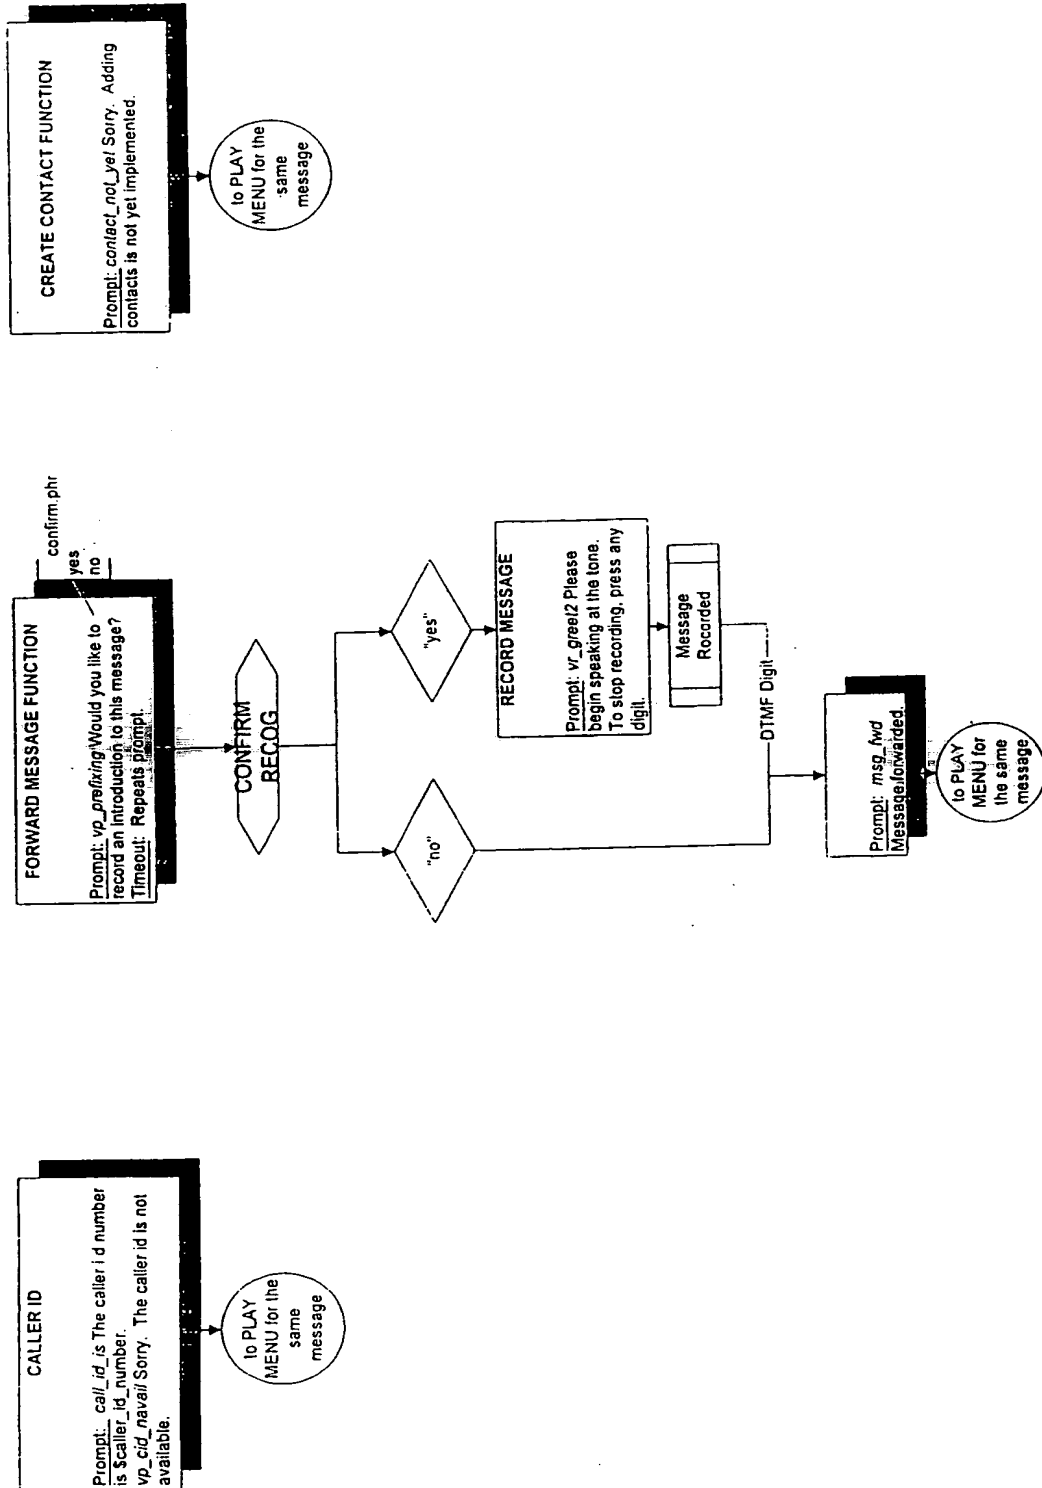 CALLER ID
Prompt: call_id_is The caller i d number
is $caller_id_number.
vp_cid_navail Sorry. The caller id is not
available.
to PLAY
MENU for the
same
message
FORWARD MESSAGE FUNCTION
Prompt: vp_prefixing Would you like to
record an introduction to this message?
Timeout: Repeats prompt.
confirm.phr
yes
no
CONFIRM
RECOG
"no"
"yes"
RECORD MESSAGE
Prompt: vr_greet2 Please
begin speaking at the tone.
To stop recording, press any
digit.
Message
Rocorded
DTMF Digit
Prompt: msg_fwd
Message forwarded.
to PLAY
MENU for
the same
message
CREATE CONTACT FUNCTION
Prompt: contact_not_yet Sorry. Adding
contacts is not yet implemented.
to PLAY
MENU for the
same
message